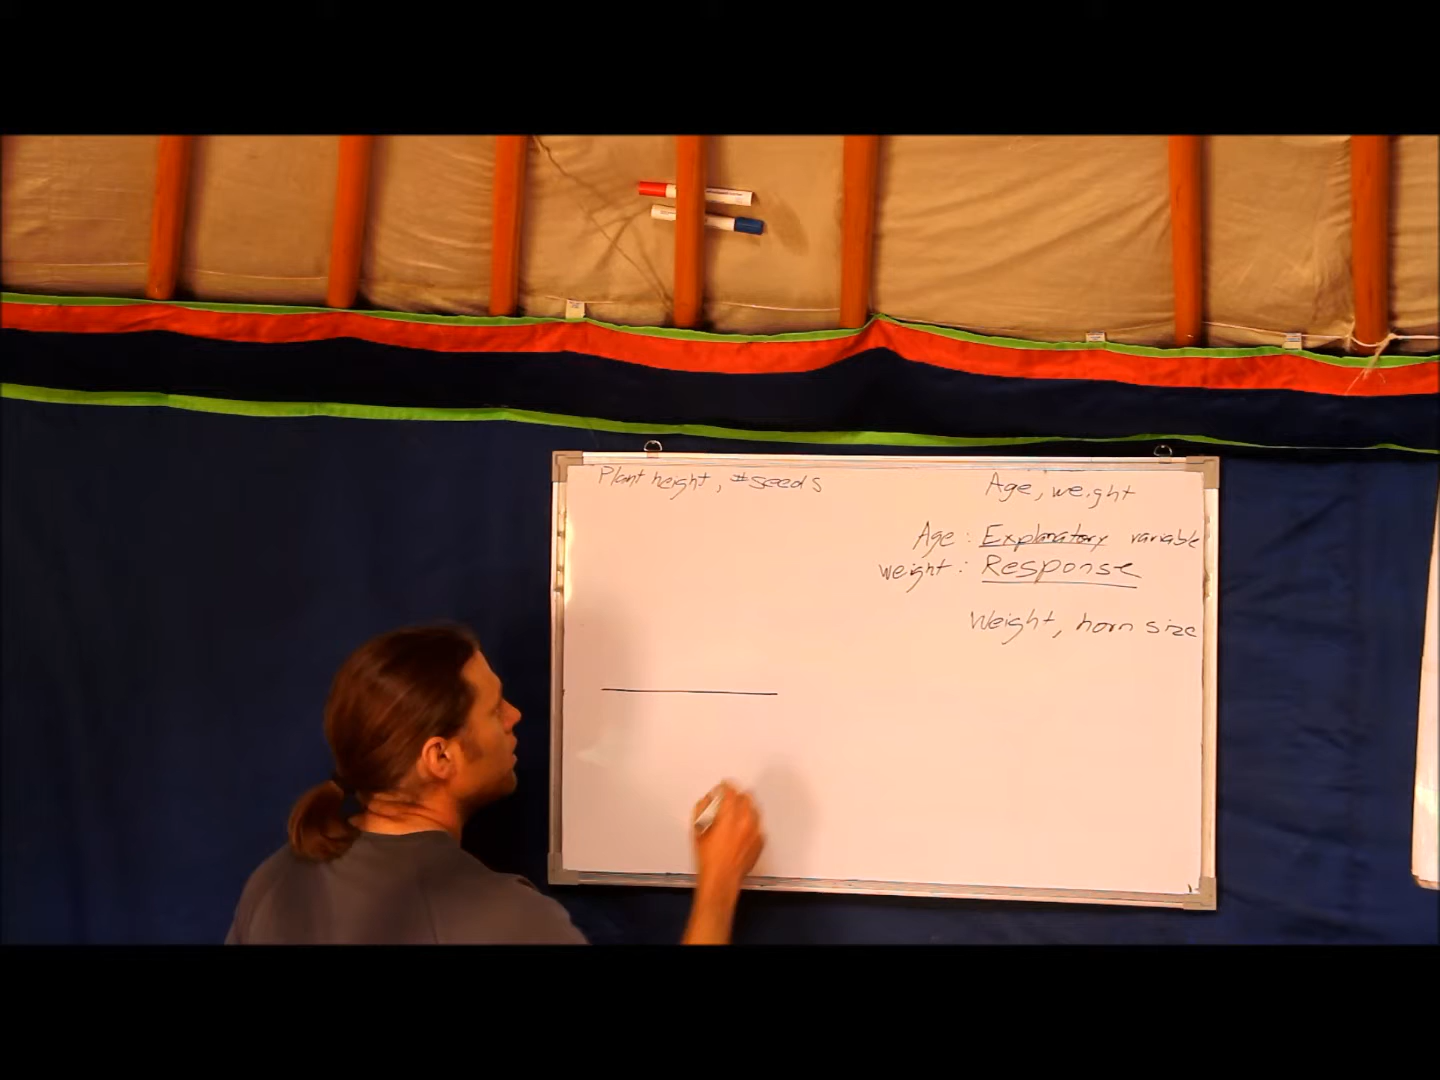 Plant height, #seeds
Age, weight
Age: Explanatory variable
weight: Response
Weight, horn size